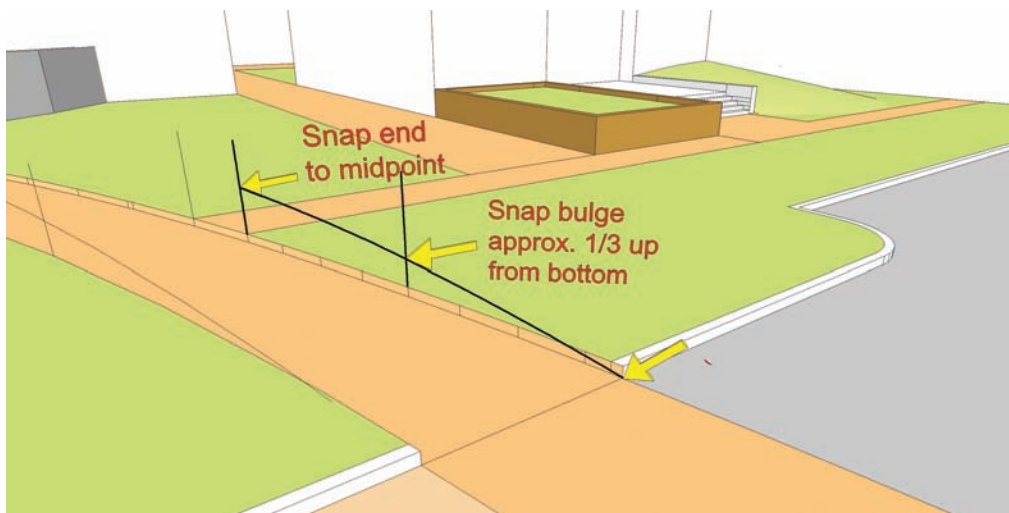 Snap end
to midpoint
Snap bulge
approx. 1/3 up
from bottom